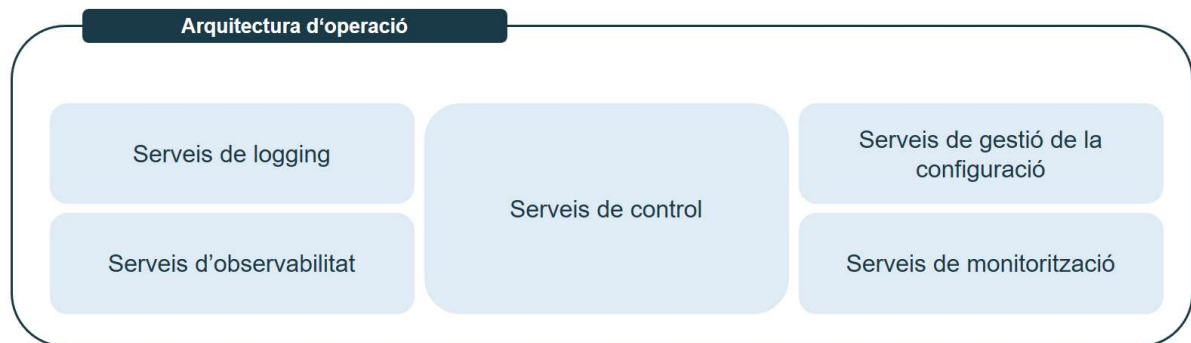 Arquitectura d‘operació
Serveis de logging
Serveis d’observabilitat
Serveis de control
Serveis de gestió de la
configuració
Serveis de monitorització